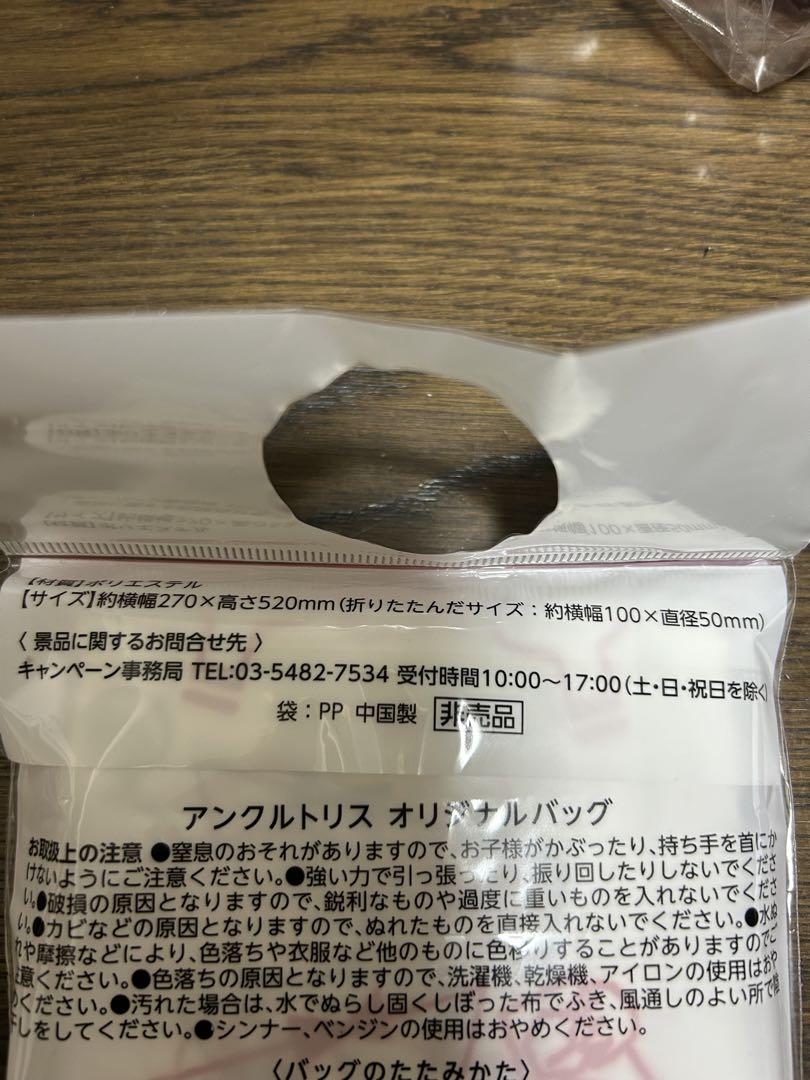 【材質】ポリエステル
【サイズ】約横幅270×高さ520mm(折りたたんだサイズ：約横幅100×直径50mm)
〈 景品に関するお問合せ先 〉
キャンペーン事務局 TEL:03-5482-7534 受付時間10:00〜17:00(土・日・祝日を除く)
袋：PP 中国製 非売品
アンクルトリス オリジナルバッグ
お取扱上の注意 ●窒息のおそれがありますので、お子様がかぶったり、持ち手を首にか
けないようにご注意ください。●強い力で引っ張ったり、振り回したりしないでくださ
い。●破損の原因となりますので、鋭利なものや過度に重いものを入れないでくださ
い。●カビなどの原因となりますので、ぬれたものを直接入れないでください。●水ぬ
れや摩擦などにより、色落ちや衣服など他のものに色移りすることがありますのでご
注意ください。●色落ちの原因となりますので、洗濯機、乾燥機、アイロンの使用はおや
めください。●汚れた場合は、水でぬらし固くしぼった布でふき、風通しのよい所で陰
干しをしてください。●シンナー、ベンジンの使用はおやめください。
〈バッグのたたみかた〉